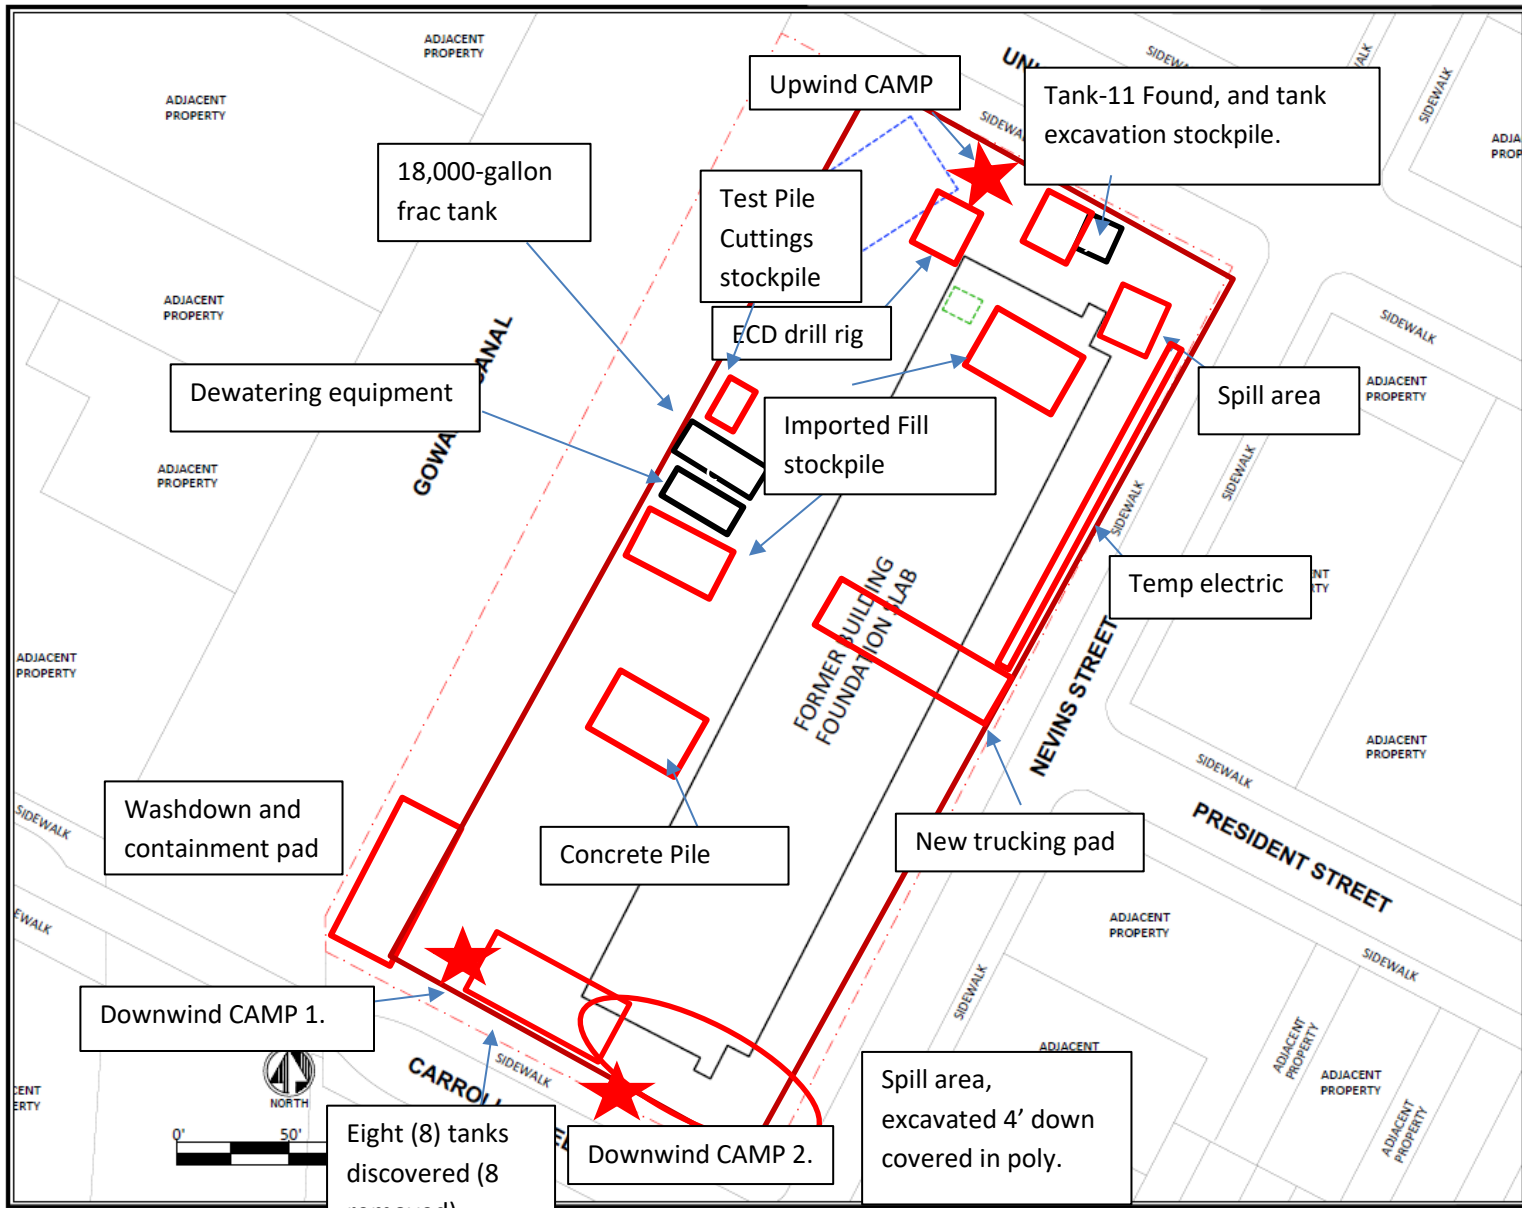 ADJACENT
PROPERTY
ADJACENT
PROPERTY
Upwind CAMP
SIDEWALK
SIDEWALK
Tank-11 Found, and tank
excavation stockpile.
18,000-gallon
frac tank
Test Pile
Cuttings
stockpile
ECD drill rig
ADJACENT
PROPERTY
SIDEWALK
Dewatering equipment
Imported Fill
stockpile
Spill area
ADJACENT
PROPERTY
ADJACENT
PROPERTY
SIDEWALK
SIDEWALK
Temp electric
FORMER BUILDING
FOUNDATION SLAB
NEVINS STREET
ADJACENT
PROPERTY
ADJACENT
PROPERTY
SIDEWALK
PRESIDENT STREET
Washdown and
containment pad
SIDEWALK
Concrete Pile
New trucking pad
ADJACENT
PROPERTY
SIDEWALK
SIDEWALK
Downwind CAMP 1.
SIDEWALK
NORTH
0' 50'
Eight (8) tanks
discovered (8
removed)
Downwind CAMP 2.
Spill area,
excavated 4’ down
covered in poly.
ADJACENT
ADJACENT
PROPERTY
ADJACENT
PROPERTY
ADJACENT
PROPERTY